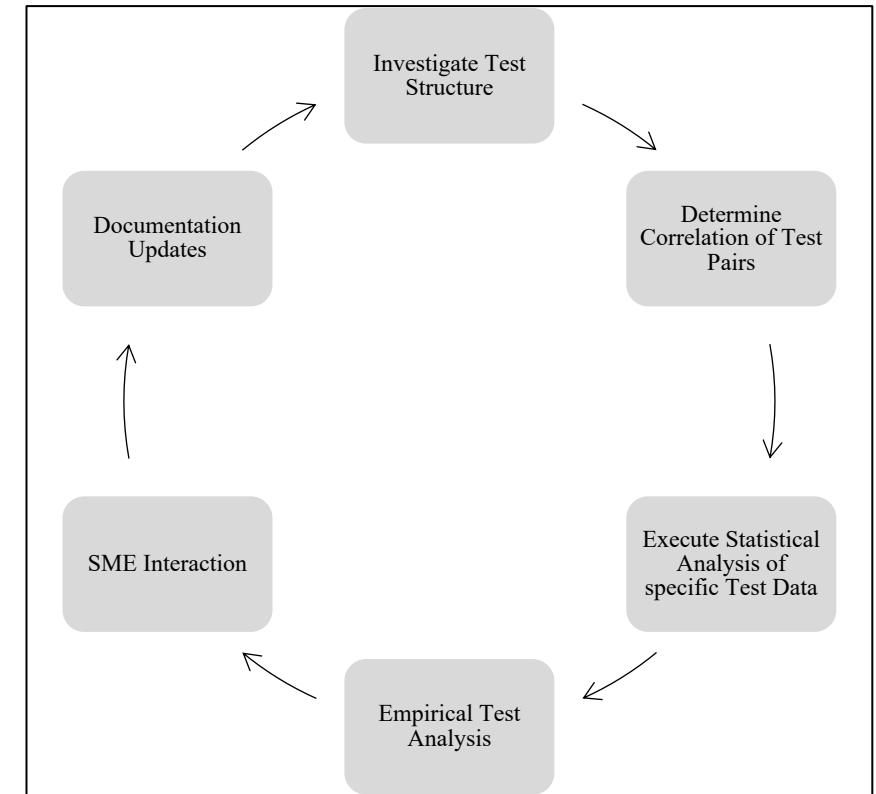 Investigate Test
Structure
Determine
Correlation of Test
Pairs
Execute Statistical
Analysis of
specific Test Data
Empirical Test
Analysis
SME Interaction
Documentation
Updates